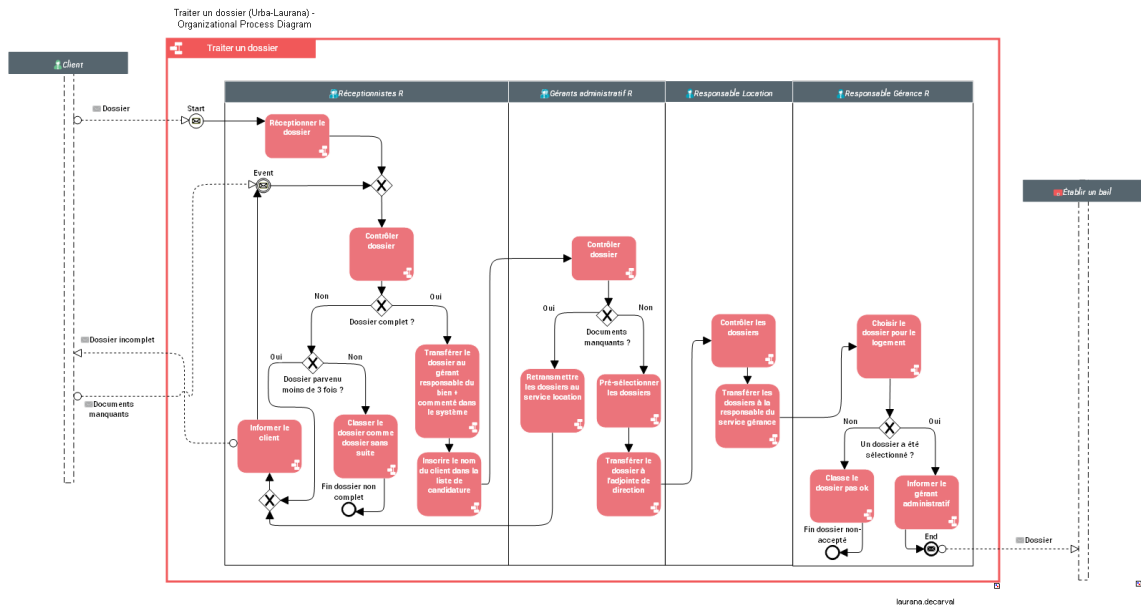 Traiter un dossier (Urba-Laurana) -
Organizational Process Diagram
Traiter un dossier
Client
Réceptionnistes R
Gérants administratif R
Responsable Location
Responsable Gérance R
Dossier
Start
Réceptionner le
dossier
Event
Établir un bail
Contrôler
dossier
Contrôler
dossier
Non
Oui
Dossier complet ?
Oui
Non
Documents
manquants ?
Contrôler les
dossiers
Choisir le
dossier pour le
logement
Dossier incomplet
Oui
Non
Dossier parvenu
moins de 3 fois ?
Transférer le
dossier au
gérant
responsable du
bien +
commenté dans
le système
Retransmettre
les dossiers au
service location
Pré-sélectionner
les dossiers
Transférer les
dossiers à la
responsable du
service gérance
Documents
manquants
Informer le
client
Classer le
dossier comme
dossier sans
suite
Non
Oui
Un dossier a été
sélectionné ?
Inscrire le nom
du client dans la
liste de
candidature
Transférer le
dossier à
l'adjointe de
direction
Classe le
dossier pas ok
Informer le
gérant
administratif
Fin dossier non
complet
Fin dossier non-
accepté
End
Dossier
laurana.decarval